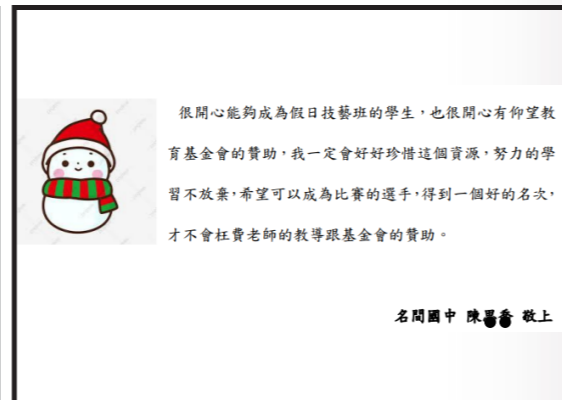 很開心能夠成為假日技藝班的學生，也很開心有仰望教
育基金會的贊助，我一定會好好珍惜這個資源，努力的學
習不放棄，希望可以成為比賽的選手，得到一個好的名次，
才不會枉費老師的教導跟基金會的贊助。
名間國中 陳 敬上